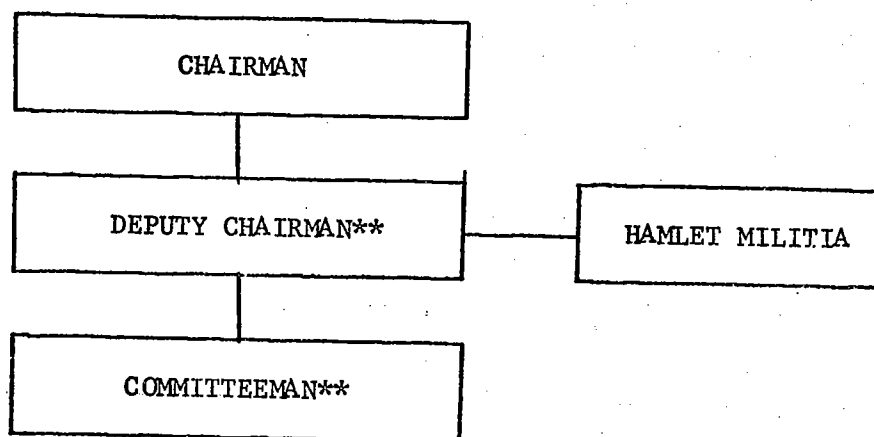 CHAIRMAN
DEPUTY CHAIRMAN**
HAMLET MILITIA
COMMITTEEMAN**